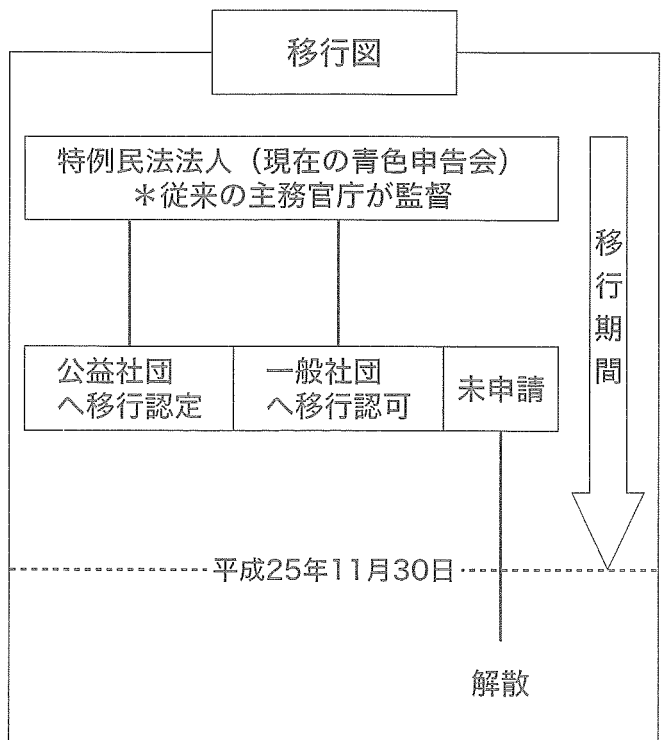 移行図
特例民法法人（現在の青色申告会）
＊従来の主務官庁が監督
移行期間
公益社団
へ移行認定
一般社団
へ移行認可
未申請
平成25年11月30日
解散